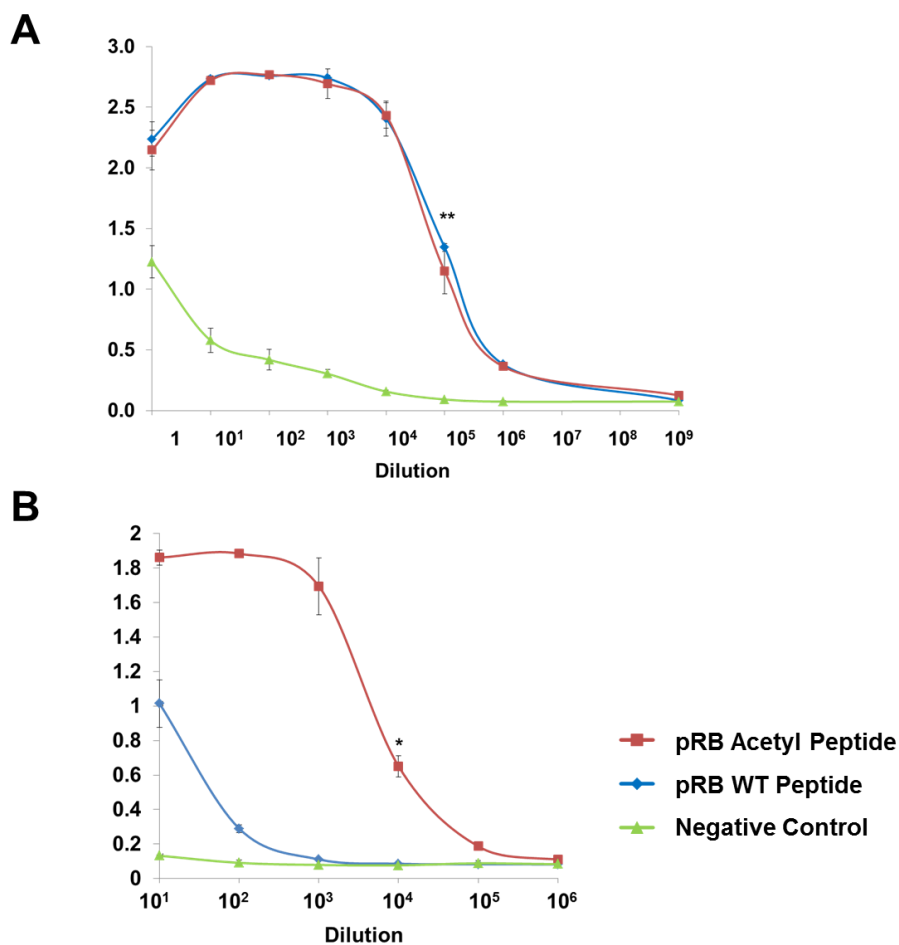 A
3.0
2.5
2.0
1.5
1.0
0.5
0.0
**
1 10¹ 10² 10³ 10⁴ 10⁵ 10⁶ 10⁷ 10⁸ 10⁹
Dilution
B
2
1.8
1.6
1.4
1.2
1
0.8
0.6
0.4
0.2
0
*
10¹ 10² 10³ 10⁴ 10⁵ 10⁶
Dilution
pRB Acetyl Peptide
pRB WT Peptide
Negative Control